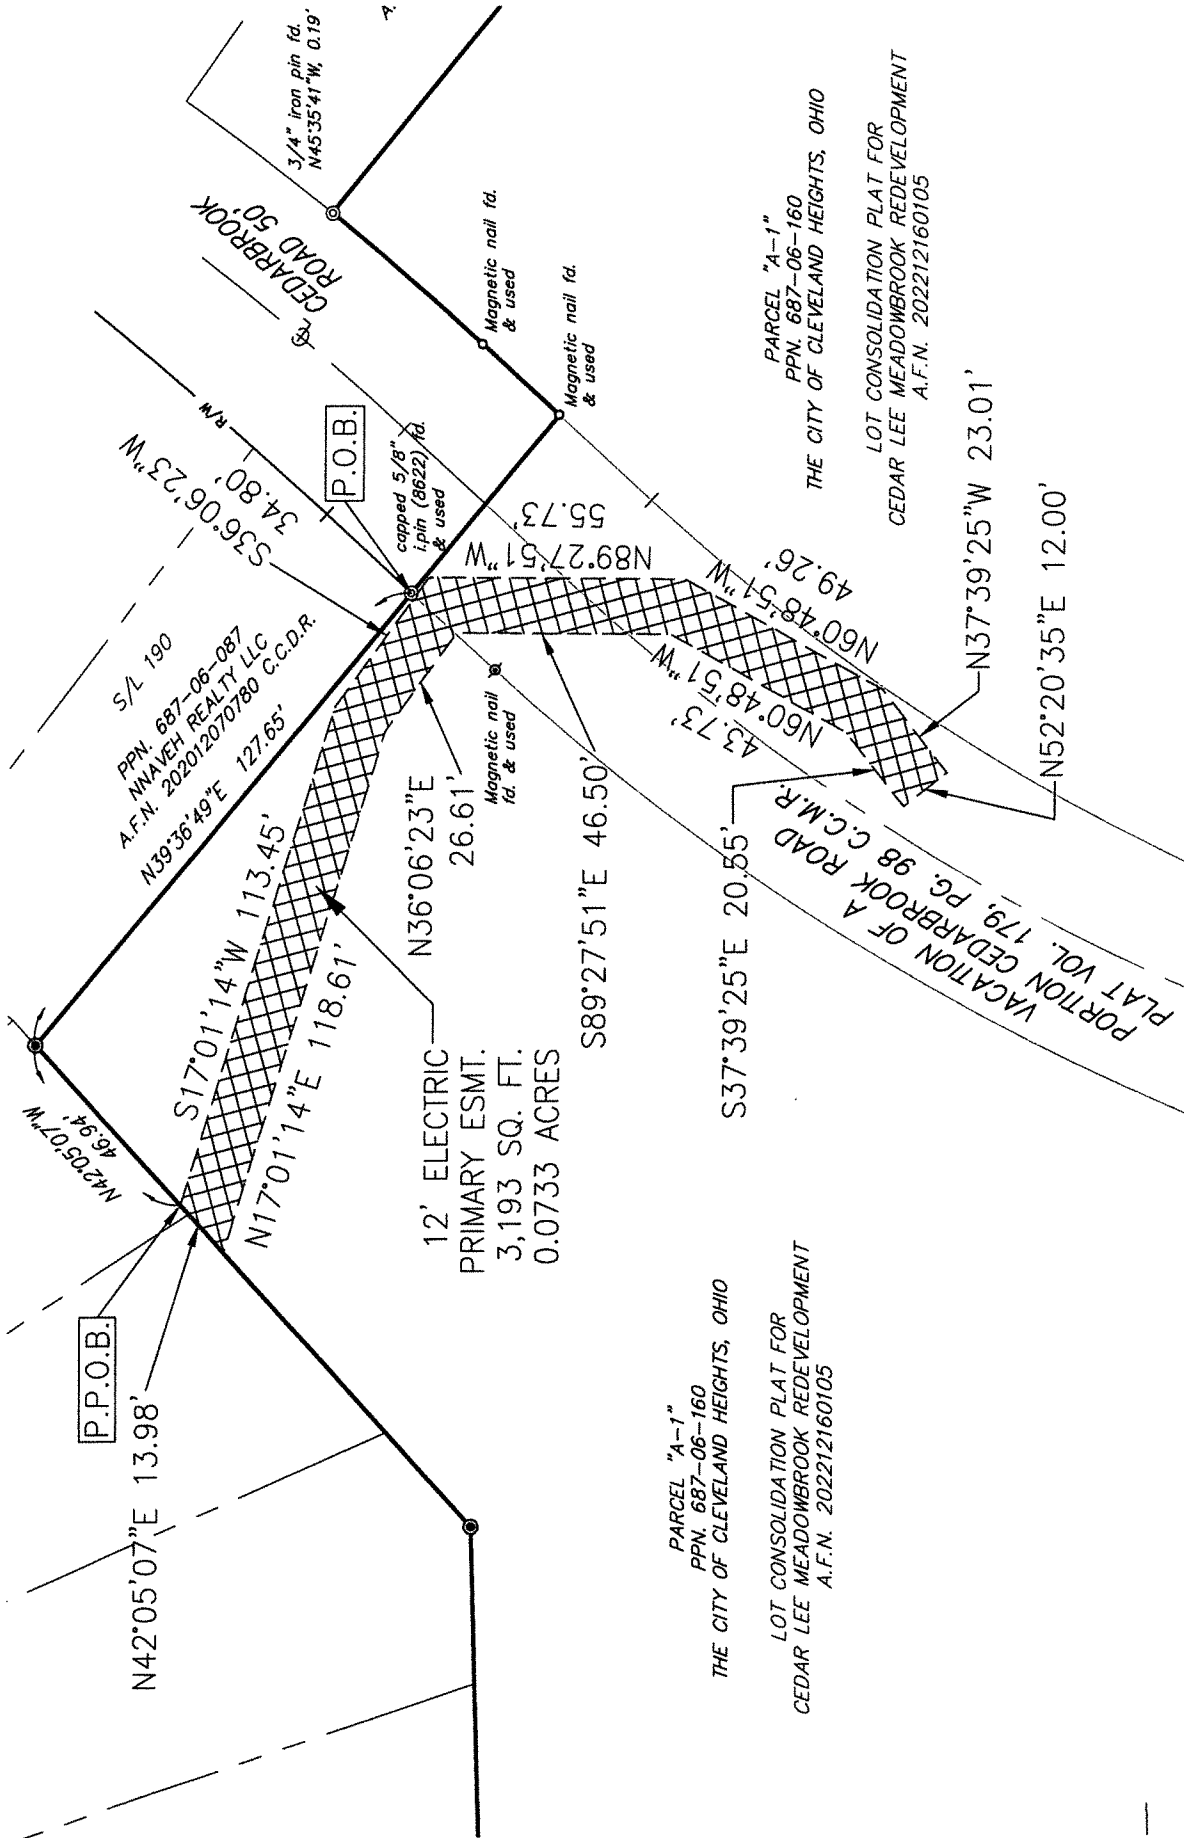 3/4" iron pin fd.
N45°35'41"W, 0.19'
A.
CEDARBROOK
ROAD 50'
Magnetic nail fd.
& used
Magnetic nail fd.
& used
R/W
P.O.B.
capped 5/8"
i.pin (8622) fd.
& used
S36°06'23"W
34.80'
S/L 190
PPN. 687-06-087
NNAVEH REALTY LLC
A.F.N. 202012070780 C.C.D.R.
N39°36'49"E 127.65'
N42°05'07"W
46.94'
P.P.O.B.
N42°05'07"E 13.98'
S17°01'14"W 113.45'
N17°01'14"E 118.61'
12' ELECTRIC
PRIMARY ESMT.
3,193 SQ. FT.
0.0733 ACRES
N36°06'23"E
26.61'
Magnetic nail
fd. & used
S89°27'51"E 46.50'
N89°27'51"W
55.73'
N60°48'51"W
49.26'
N60°48'51"W
43.73'
S37°39'25"E 20.55'
N37°39'25"W 23.01'
N52°20'35"E 12.00'
VACATION OF A
PORTION CEDARBROOK ROAD
PLAT VOL. 179, PG. 98 C.C.M.R.
PARCEL "A-1"
PPN. 687-06-160
THE CITY OF CLEVELAND HEIGHTS, OHIO
LOT CONSOLIDATION PLAT FOR
CEDAR LEE MEADOWBROOK REDEVELOPMENT
A.F.N. 202212160105
PARCEL "A-1"
PPN. 687-06-160
THE CITY OF CLEVELAND HEIGHTS, OHIO
LOT CONSOLIDATION PLAT FOR
CEDAR LEE MEADOWBROOK REDEVELOPMENT
A.F.N. 202212160105